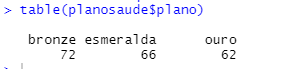 > table(planosaude$plano)
bronze esmeralda ouro
72 66 62
>